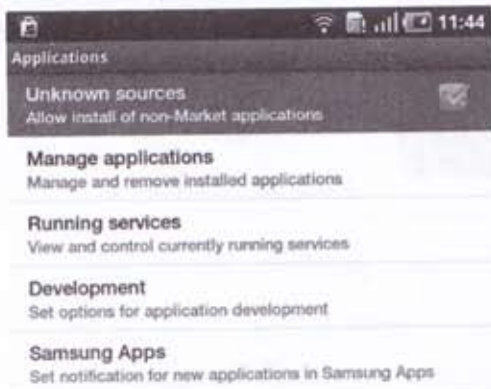 11:44
Applications
Unknown sources
Allow install of non-Market applications
Manage applications
Manage and remove installed applications
Running services
View and control currently running services
Development
Set options for application development
Samsung Apps
Set notification for new applications in Samsung Apps